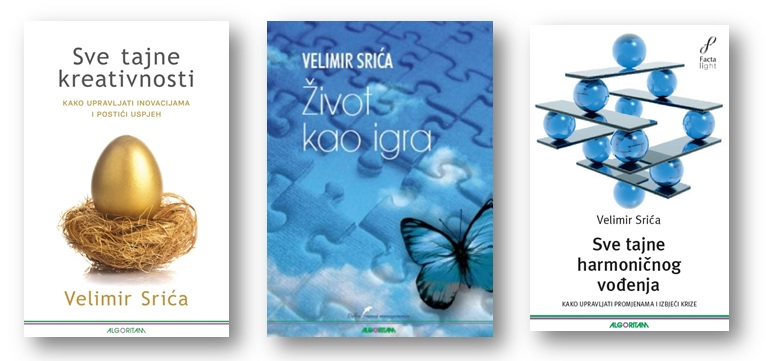 Sve tajne
kreativnosti
KAKO UPRAVLJATI INOVACIJAMA
I POSTIĆI USPJEH
Velimir Srića
ALGORITAM
VELIMIR SRIĆA
Život
kao igra
ALGORITAM
Facta
light
Velimir Srića
Sve tajne
harmoničnog
vođenja
KAKO UPRAVLJATI PROMJENAMA I IZBJEĆI KRIZE
ALGORITAM